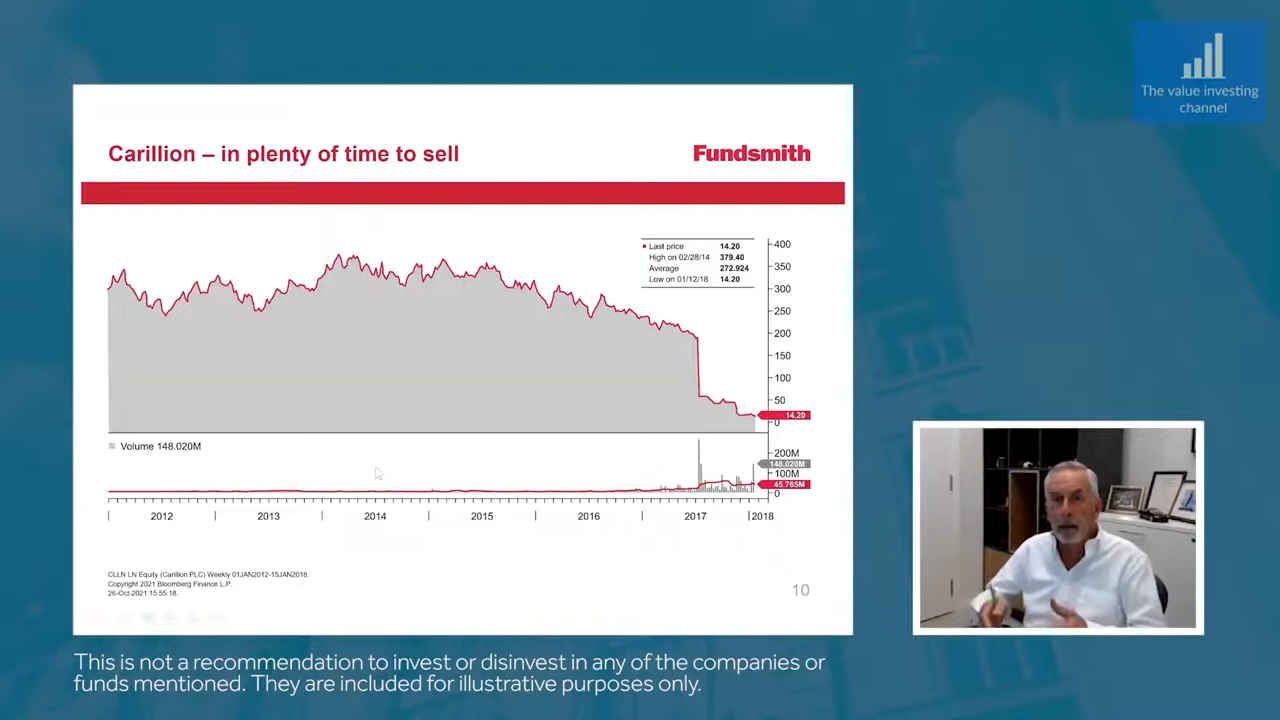 The value investing
channel
Carillion – in plenty of time to sell
Fundsmith
Last price 14.20
High on 02/28/14 379.40
Average 272.924
Low on 01/12/18 14.20
400
350
300
250
200
150
100
50
14.20
0
Volume 148.020M
200M
148.020M
100M
45.765M
0
2012 2013 2014 2015 2016 2017 2018
CLLN LN Equity (Carillion PLC) Weekly 01JAN2012-15JAN2018.
Copyright 2021 Bloomberg Finance L.P.
26-Oct-2021 15:55:18.
10
This is not a recommendation to invest or disinvest in any of the companies or
funds mentioned. They are included for illustrative purposes only.